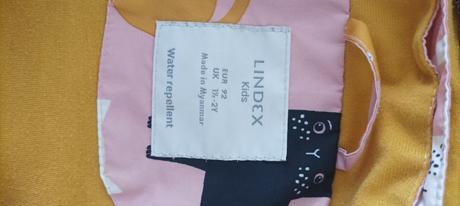 LINDEX
Kids
EUR 92
UK 1½-2Y
Made in Myanmar
Water repellent